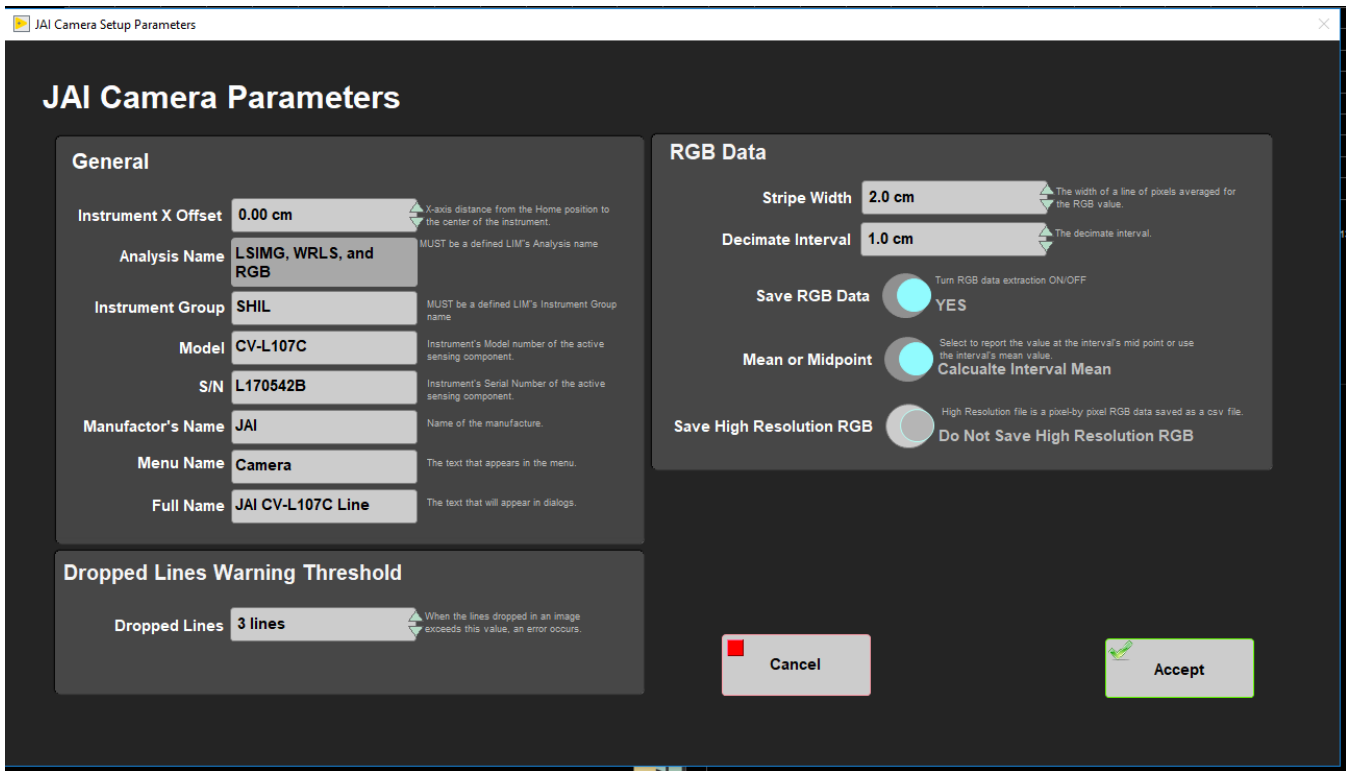 JAI Camera Setup Parameters
JAI Camera Parameters
General
Instrument X Offset 0.00 cm X-axis distance from the Home position to
the center of the instrument.
Analysis Name LSIMG, WRLS, and
RGB
MUST be a defined LIM's Analysis name
Instrument Group SHIL MUST be a defined LIM's Instrument Group
name
Model CV-L107C Instrument's Model number of the active
sensing component.
S/N L170542B Instrument's Serial Number of the active
sensing component.
Manufactor's Name JAI Name of the manufacture.
Menu Name Camera The text that appears in the menu.
Full Name JAI CV-L107C Line The text that will appear in dialogs.
Dropped Lines Warning Threshold
Dropped Lines 3 lines When the lines dropped in an image
exceeds this value, an error occurs.
RGB Data
Stripe Width 2.0 cm The width of a line of pixels averaged for
the RGB value.
Decimate Interval 1.0 cm The decimate interval.
Save RGB Data Turn RGB data extraction ON/OFF
YES
Mean or Midpoint Select to report the value at the interval's mid point or use
the interval's mean value.
Calcualte Interval Mean
Save High Resolution RGB High Resolution file is a pixel-by pixel RGB data saved as a csv file.
Do Not Save High Resolution RGB
Cancel
Accept